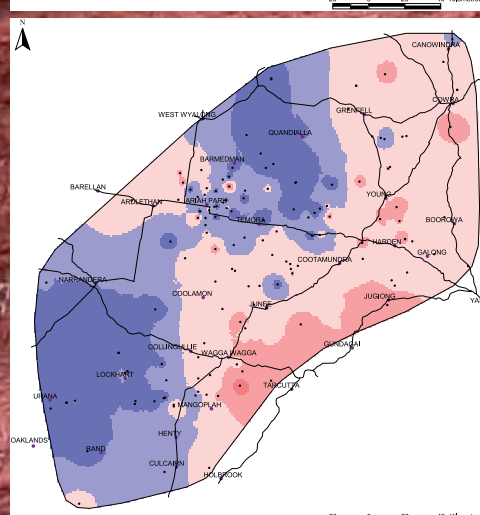 N
CANOWINDRA
COWRA
GRENFELL
WEST WYALONG
QUANDIALLA
BARMEDMAN
BARELLAN
ARDLETHAN
ARIAH PARK
YOUNG
TEMORA
BOOROWA
HARDEN
GALONG
COOTAMUNDRA
NARRANDERA
COOLAMON
JUNEE
JUGIONG
YA
GUNDAGAI
COLLINGULLIE
WAGGA WAGGA
LOCKHART
TARCUTTA
URANA
MANGOPLAH
HENTY
OAKLANDS
RAND
CULCAIRN
HOLBROOK